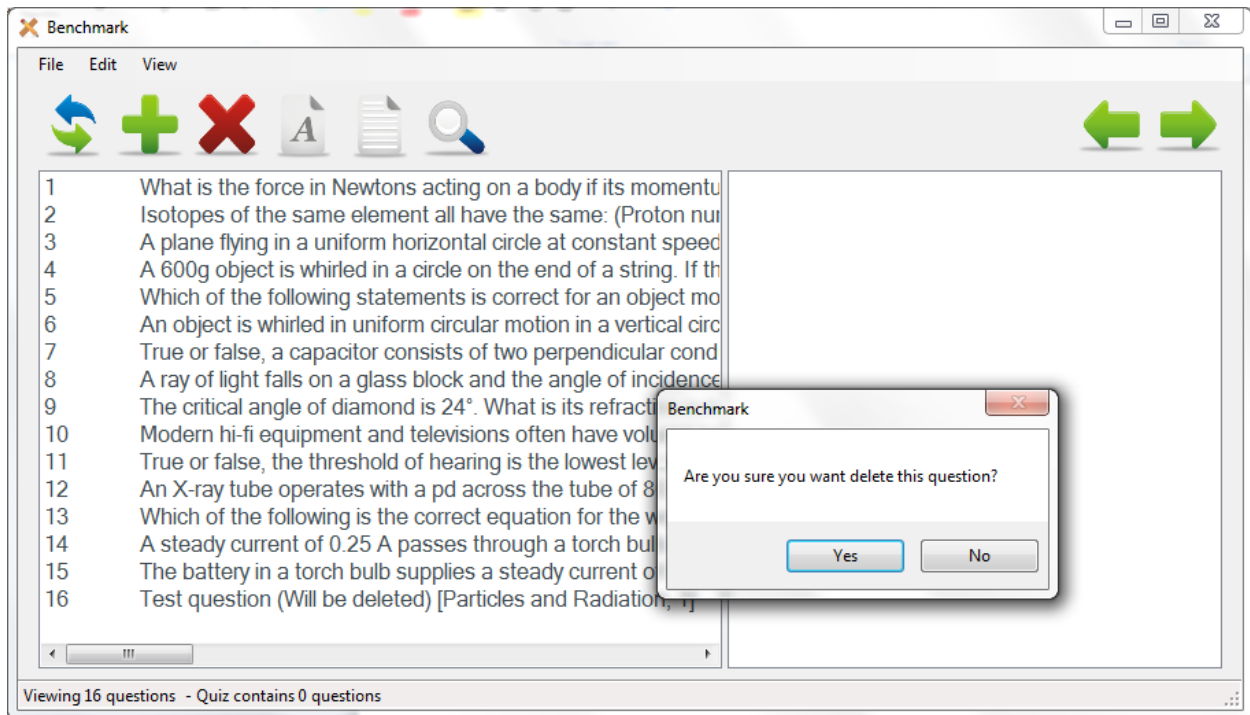 Benchmark
File Edit View
A
1 What is the force in Newtons acting on a body if its momentu
2 Isotopes of the same element all have the same: (Proton nur
3 A plane flying in a uniform horizontal circle at constant speed
4 A 600g object is whirled in a circle on the end of a string. If th
5 Which of the following statements is correct for an object mo
6 An object is whirled in uniform circular motion in a vertical circ
7 True or false, a capacitor consists of two perpendicular cond
8 A ray of light falls on a glass block and the angle of incidence
9 The critical angle of diamond is 24°. What is its refracti
10 Modern hi-fi equipment and televisions often have volu
11 True or false, the threshold of hearing is the lowest lev
12 An X-ray tube operates with a pd across the tube of 8
13 Which of the following is the correct equation for the w
14 A steady current of 0.25 A passes through a torch bul
15 The battery in a torch bulb supplies a steady current o
16 Test question (Will be deleted) [Particles and Radiation, 1]
Benchmark
Are you sure you want delete this question?
Yes No
Viewing 16 questions - Quiz contains 0 questions